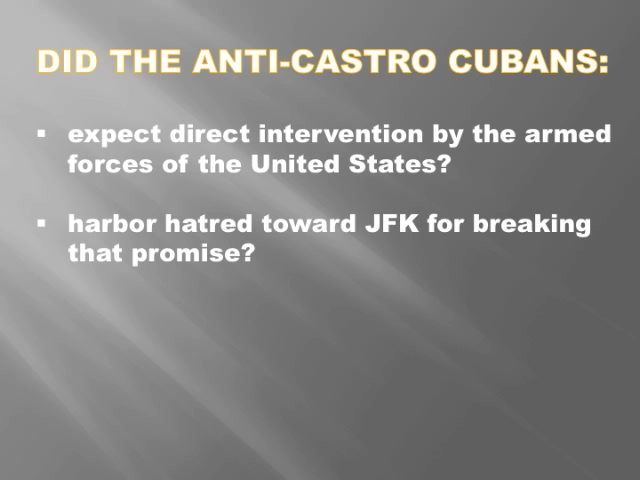 DID THE ANTI-CASTRO CUBANS:
▪ expect direct intervention by the armed
forces of the United States?
▪ harbor hatred toward JFK for breaking
that promise?